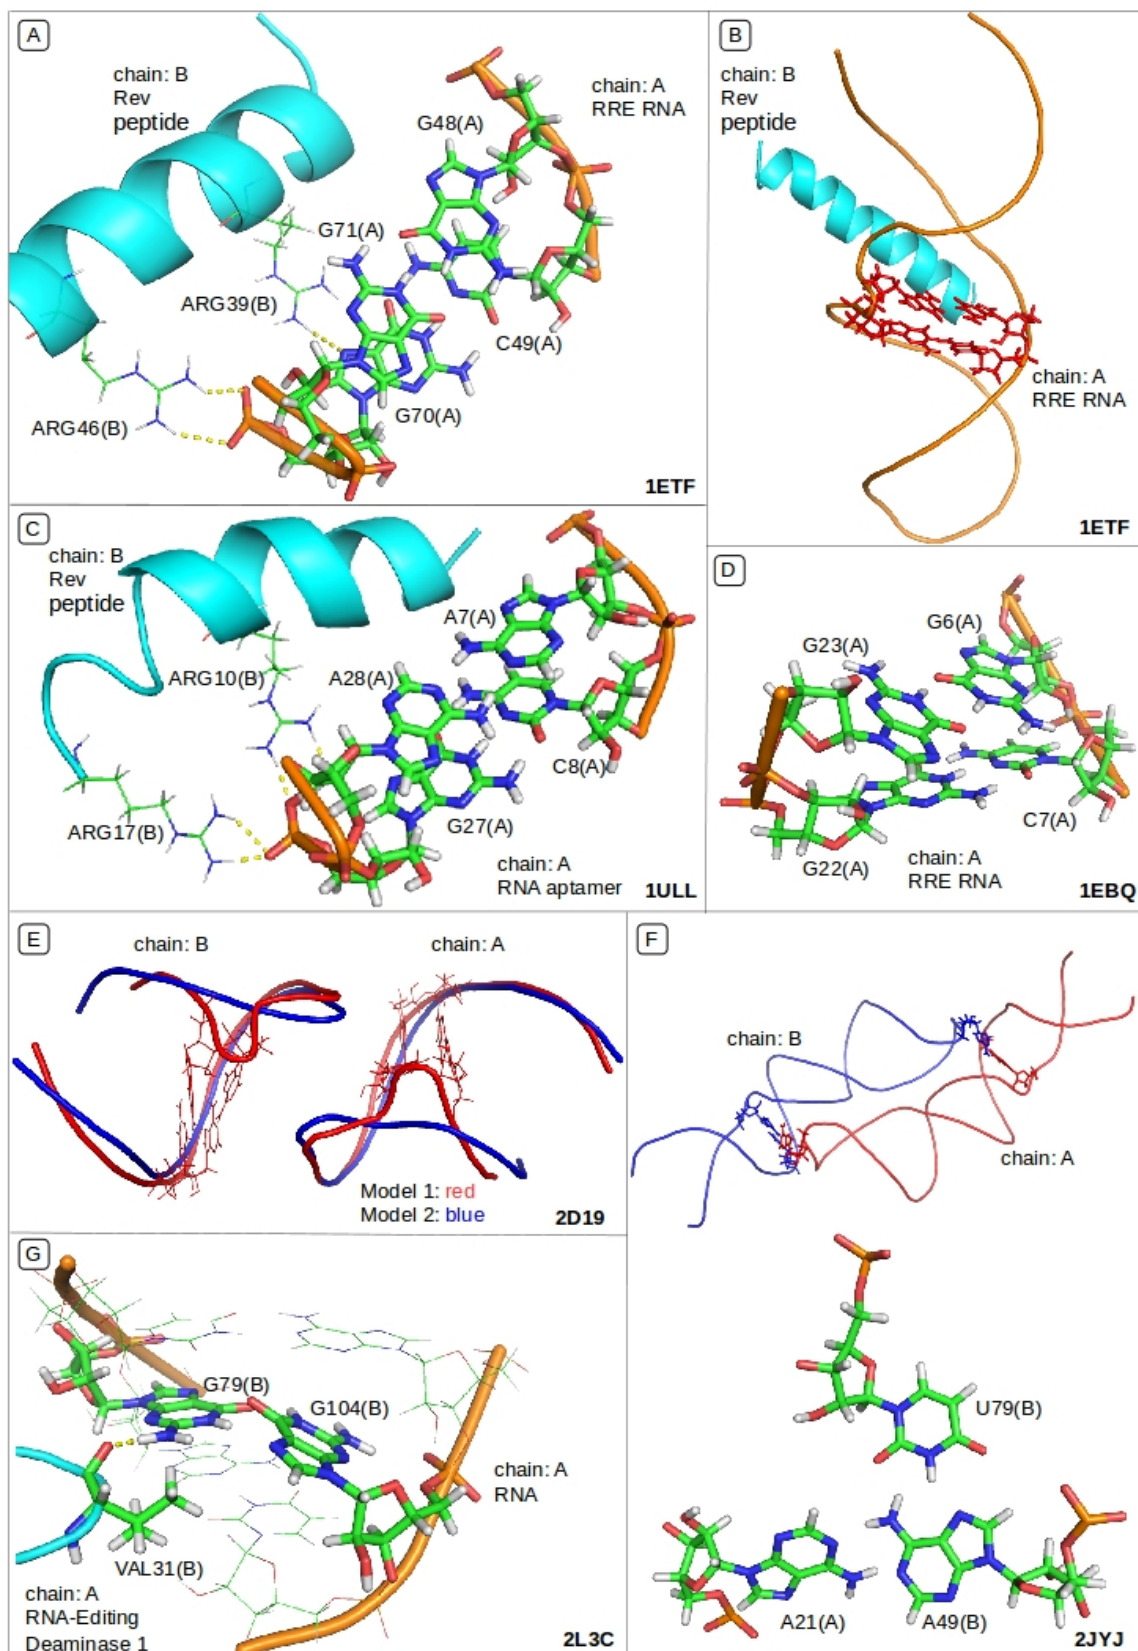 A
chain: B
Rev
peptide
chain: A
RRE RNA
G48(A)
G71(A)
ARG39(B)
C49(A)
G70(A)
ARG46(B)
1ETF
B
chain: B
Rev
peptide
chain: A
RRE RNA
1ETF
C
chain: B
Rev
peptide
A7(A)
ARG10(B)
A28(A)
C8(A)
ARG17(B)
G27(A)
chain: A
RNA aptamer
1ULL
D
G6(A)
G23(A)
C7(A)
G22(A)
chain: A
RRE RNA
1EBQ
E
chain: B
chain: A
Model 1: red
Model 2: blue
2D19
F
chain: B
chain: A
U79(B)
A21(A)
A49(B)
2JYJ
G
G79(B)
G104(B)
chain: A
RNA
VAL31(B)
chain: A
RNA-Editing
Deaminase 1
2L3C